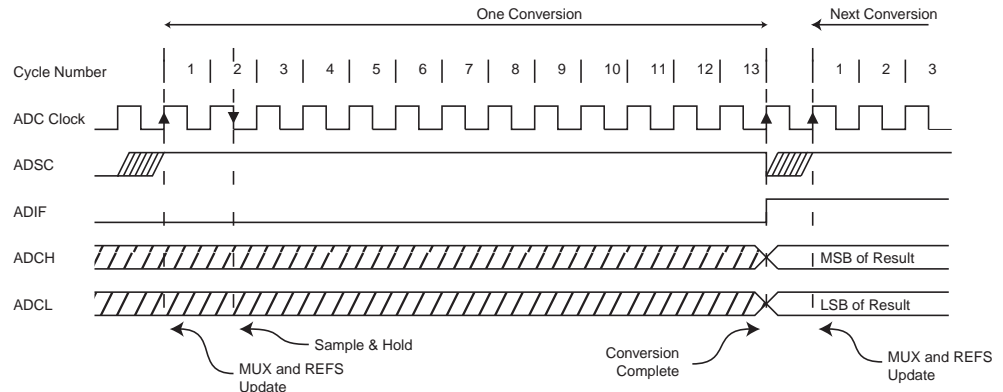 One Conversion Next Conversion
Cycle Number 1 2 3 4 5 6 7 8 9 10 11 12 13 1 2 3
ADC Clock
ADSC
ADIF
ADCH MSB of Result
ADCL LSB of Result
Sample & Hold
MUX and REFS
Update
Conversion
Complete
MUX and REFS
Update